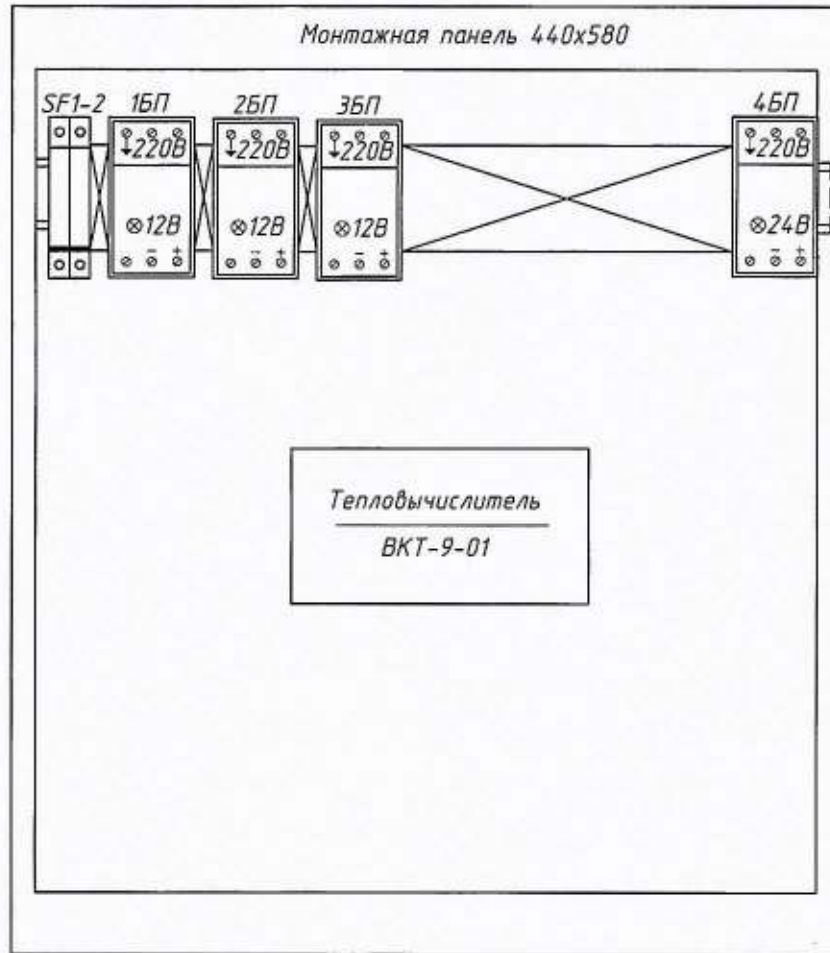 Монтажная панель 440х580
SF1-2 1БП 2БП 3БП 4БП
220В 220В 220В 220В
12В 12В 12В 24В
- + - + - + - +
Тепловычислитель
ВКТ-9-01